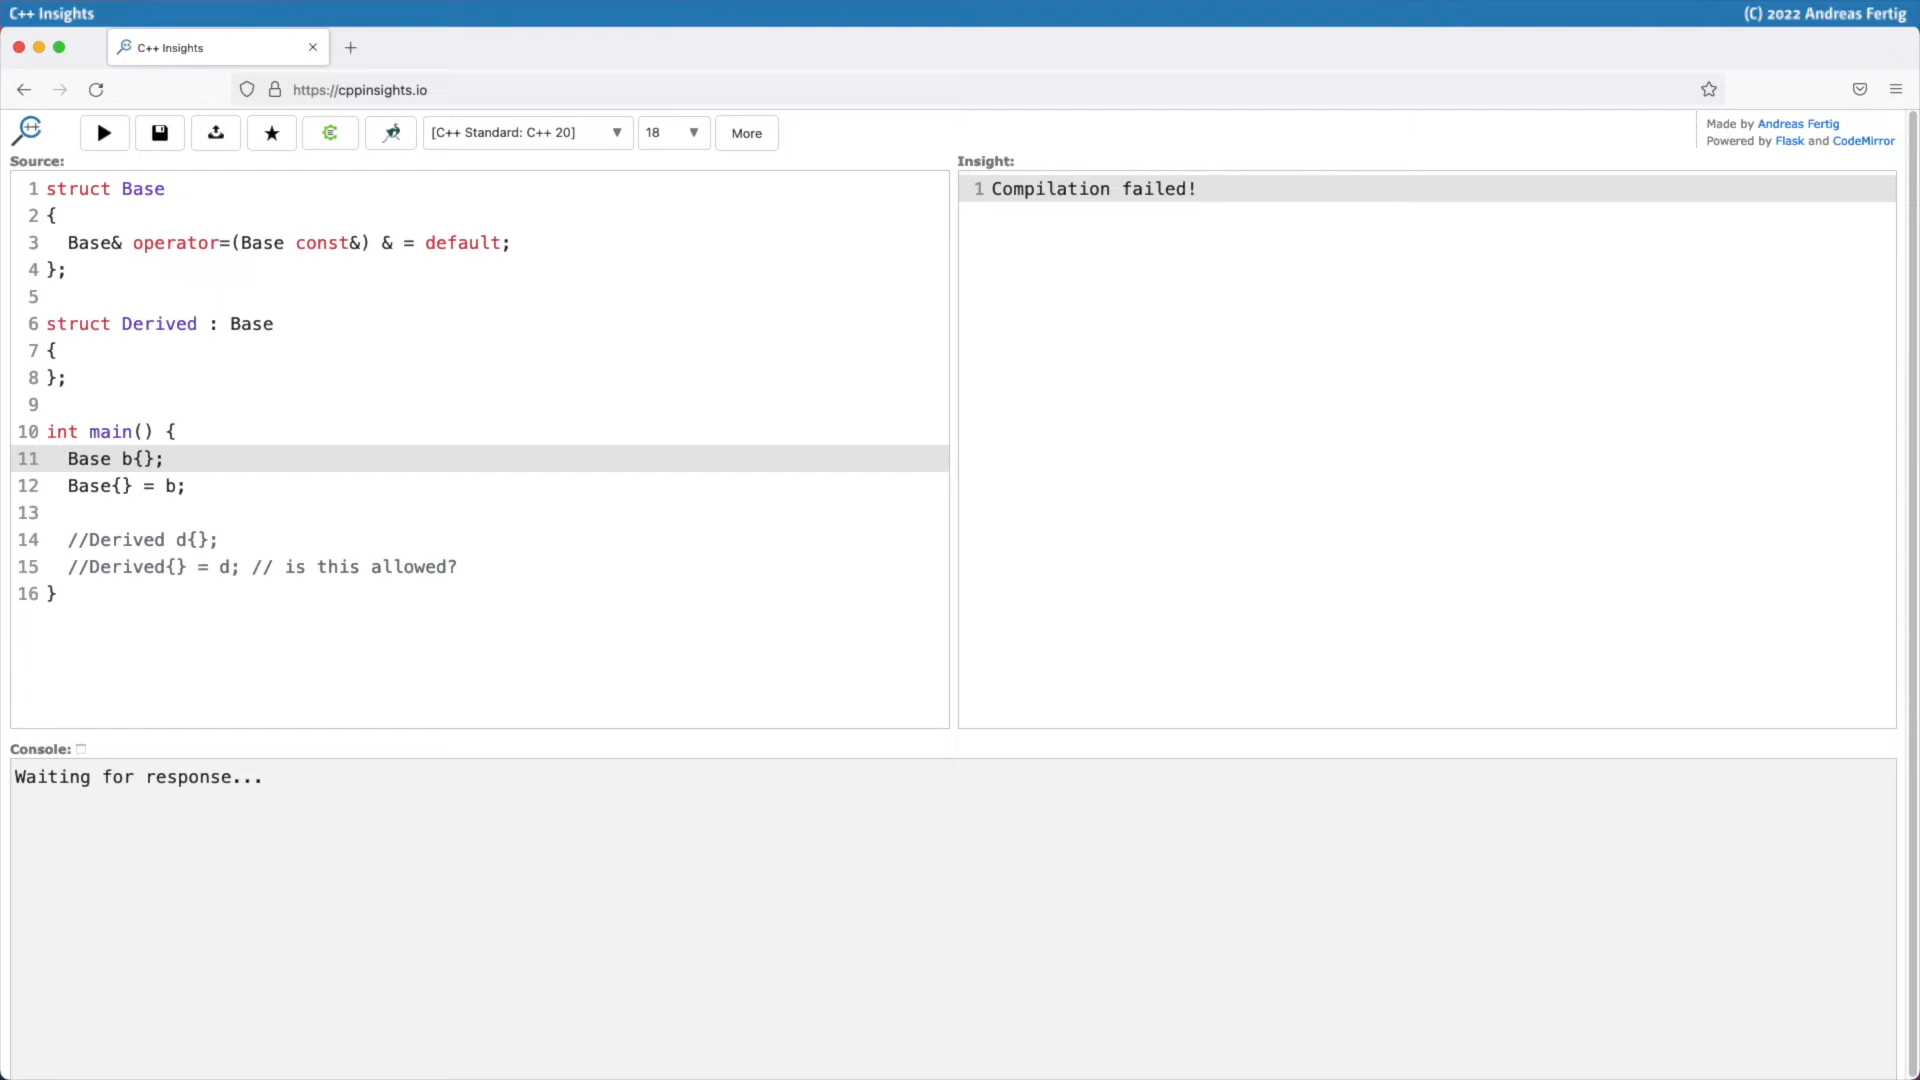 C++ Insights
(C) 2022 Andreas Fertig
C++ Insights
https://cppinsights.io
[C++ Standard: C++ 20]
18
More
Made by Andreas Fertig
Powered by Flask and CodeMirror
Source:
1 struct Base
2 {
3   Base& operator=(Base const&) & = default;
4 };
5
6 struct Derived : Base
7 {
8 };
9
10 int main() {
11   Base b{};
12   Base{} = b;
13
14   //Derived d{};
15   //Derived{} = d; // is this allowed?
16 }
Insight:
1 Compilation failed!
Console:
Waiting for response...